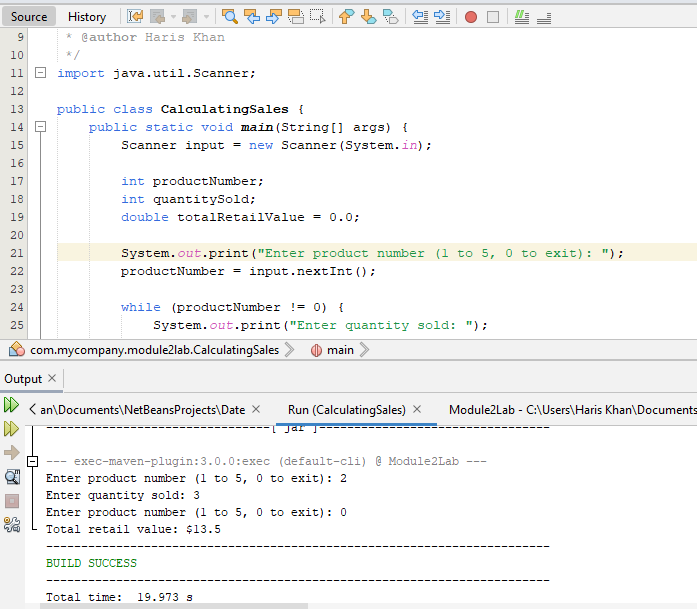 Source History
9 * @author Haris Khan
10 */
11 import java.util.Scanner;
12
13 public class CalculatingSales {
14 public static void main(String[] args) {
15 Scanner input = new Scanner(System.in);
16
17 int productNumber;
18 int quantitySold;
19 double totalRetailValue = 0.0;
20
21 System.out.print("Enter product number (1 to 5, 0 to exit): ");
22 productNumber = input.nextInt();
23
24 while (productNumber != 0) {
25 System.out.print("Enter quantity sold: ");
com.mycompany.module2lab.CalculatingSales main
Output
an\Documents\NetBeansProjects\Date Run (CalculatingSales) Module2Lab - C:\Users\Haris Khan\Documents
----------------------------[ jar ]----------------------------
--- exec-maven-plugin:3.0.0:exec (default-cli) @ Module2Lab ---
Enter product number (1 to 5, 0 to exit): 2
Enter quantity sold: 3
Enter product number (1 to 5, 0 to exit): 0
Total retail value: $13.5
---------------------------------------------------------------
BUILD SUCCESS
---------------------------------------------------------------
Total time: 19.973 s